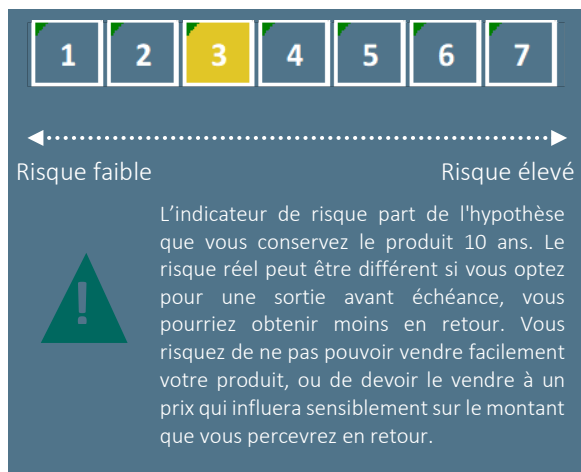 1 2 3 4 5 6 7
Risque faible Risque élevé
L’indicateur de risque part de l'hypothèse
que vous conservez le produit 10 ans. Le
risque réel peut être différent si vous optez
pour une sortie avant échéance, vous
pourriez obtenir moins en retour. Vous
risquez de ne pas pouvoir vendre facilement
votre produit, ou de devoir le vendre à un
prix qui influera sensiblement sur le montant
que vous percevrez en retour.
!